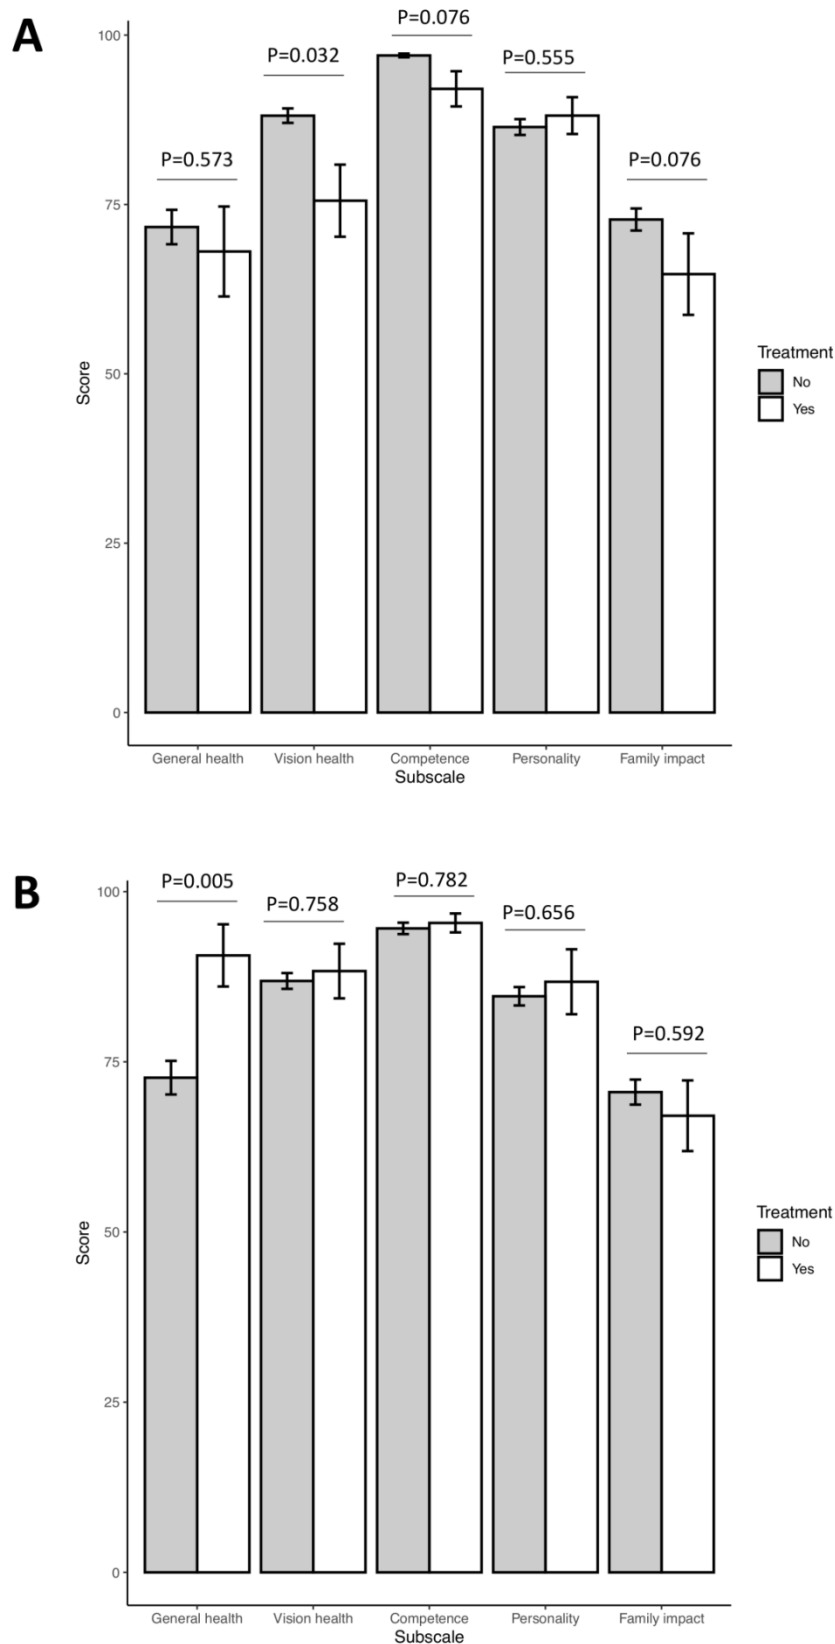 A
P=0.573
P=0.032
P=0.076
P=0.555
P=0.076
100
75
50
25
0
Score
General health
Vision health
Competence
Personality
Family impact
Subscale
Treatment
No
Yes
B
P=0.005
P=0.758
P=0.782
P=0.656
P=0.592
100
75
50
25
0
Score
General health
Vision health
Competence
Personality
Family impact
Subscale
Treatment
No
Yes